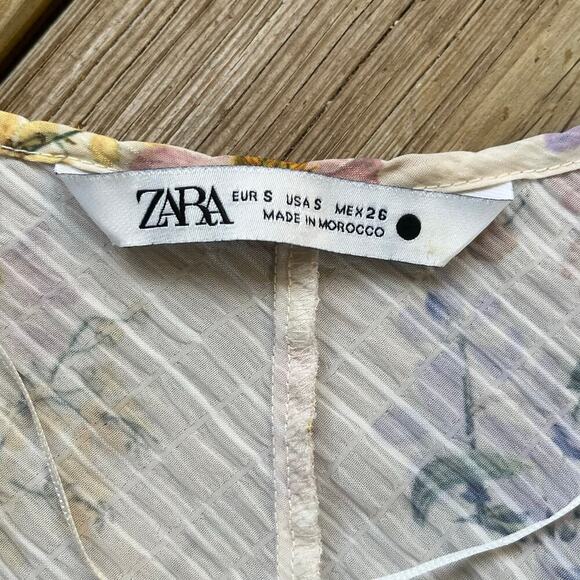 ZARA
EUR S USA S MEX 26
MADE IN MOROCCO